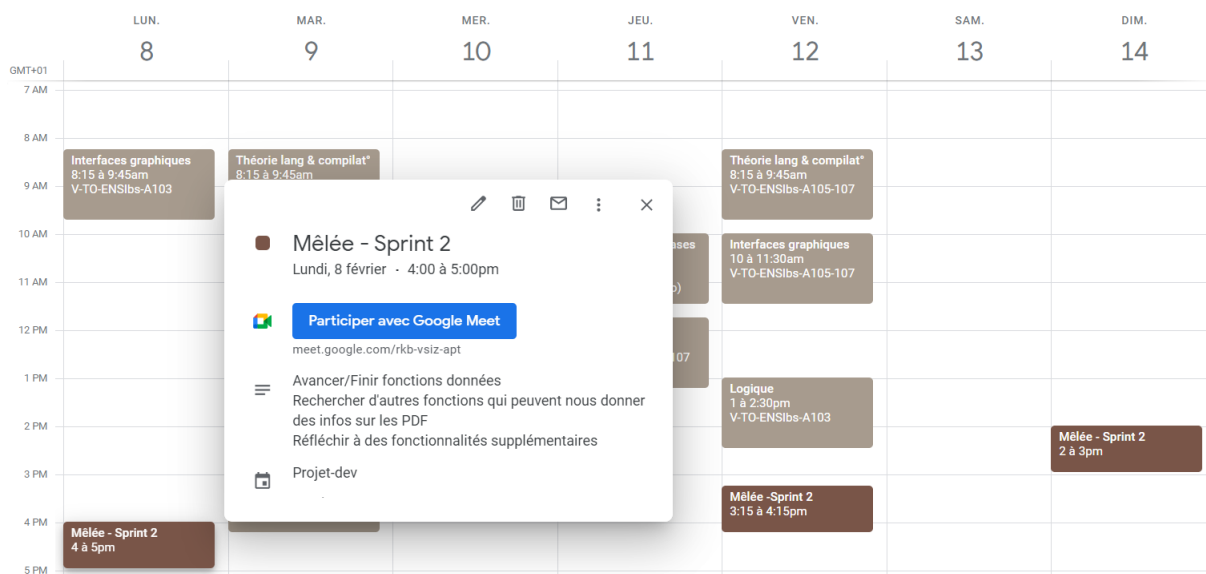 LUN. MAR. MER. JEU. VEN. SAM. DIM.
8 9 10 11 12 13 14
GMT+01
7 AM
8 AM
9 AM
10 AM
11 AM
12 PM
1 PM
2 PM
3 PM
4 PM
5 PM
Interfaces graphiques
8:15 à 9:45am
V-TO-ENSIbs-A103
Mêlée - Sprint 2
4 à 5pm
Théorie lang & compilat°
8:15 à 9:45am
Mêlée - Sprint 2
Lundi, 8 février · 4:00 à 5:00pm
Participer avec Google Meet
meet.google.com/rkb-vsiz-apt
Avancer/Finir fonctions données
Rechercher d'autres fonctions qui peuvent nous donner
des infos sur les PDF
Réfléchir à des fonctionnalités supplémentaires
Projet-dev
Théorie lang & compilat°
8:15 à 9:45am
V-TO-ENSIbs-A105-107
Interfaces graphiques
10 à 11:30am
V-TO-ENSIbs-A105-107
Logique
1 à 2:30pm
V-TO-ENSIbs-A103
Mêlée -Sprint 2
3:15 à 4:15pm
Mêlée - Sprint 2
2 à 3pm